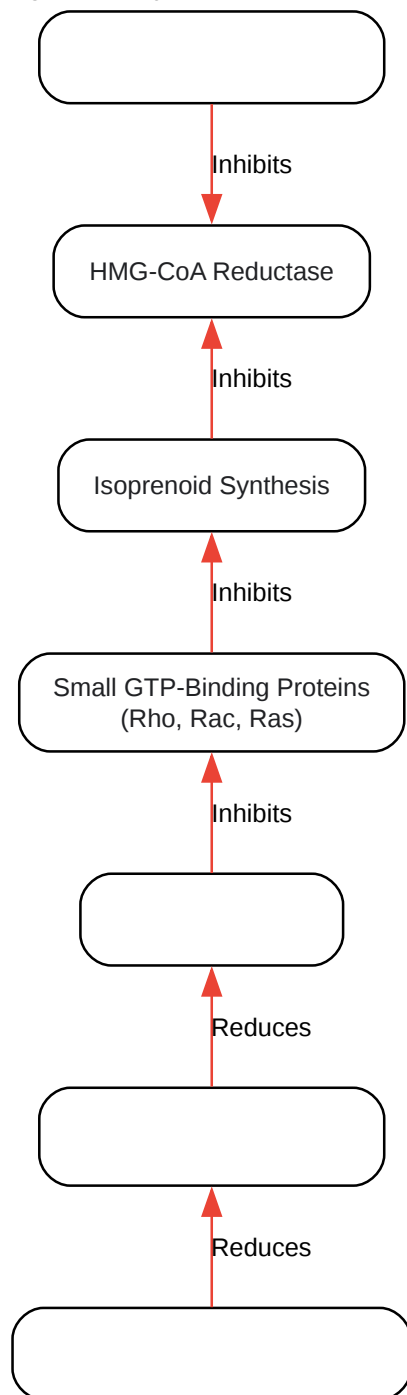 Inhibits
HMG-CoA Reductase
Inhibits
Isoprenoid Synthesis
Inhibits
Small GTP-Binding Proteins
(Rho, Rac, Ras)
Inhibits
Reduces
Reduces